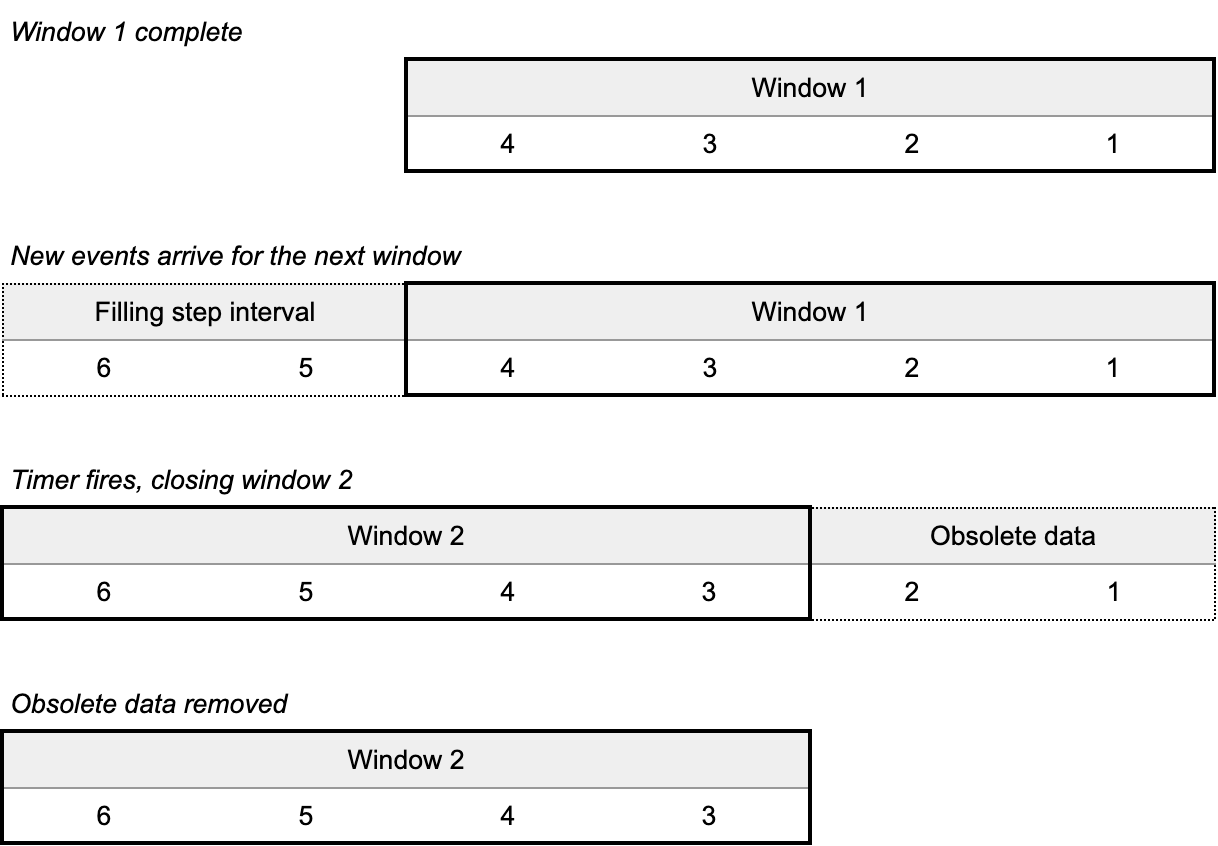 Window 1 complete
Window 1
4 3 2 1
New events arrive for the next window
Filling step interval Window 1
6 5 4 3 2 1
Timer fires, closing window 2
Window 2 Obsolete data
6 5 4 3 2 1
Obsolete data removed
Window 2
6 5 4 3